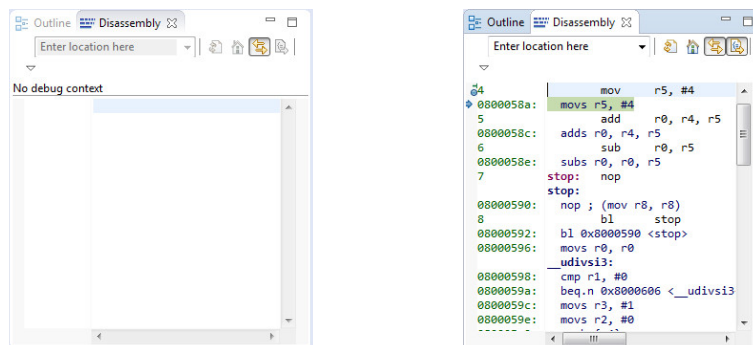 Outline Disassembly
Enter location here
No debug context
Outline Disassembly
Enter location here
4 mov r5, #4
0800058a: movs r5, #4
5 add r0, r4, r5
0800058c: adds r0, r4, r5
6 sub r0, r5
0800058e: subs r0, r0, r5
7 stop: nop
stop:
08000590: nop ; (mov r8, r8)
8 bl stop
08000592: bl 0x8000590 <stop>
08000596: movs r0, r0
__udivsi3:
08000598: cmp r1, #0
0800059a: beq.n 0x8000606 <__udivsi3
0800059c: movs r3, #1
0800059e: movs r2, #0